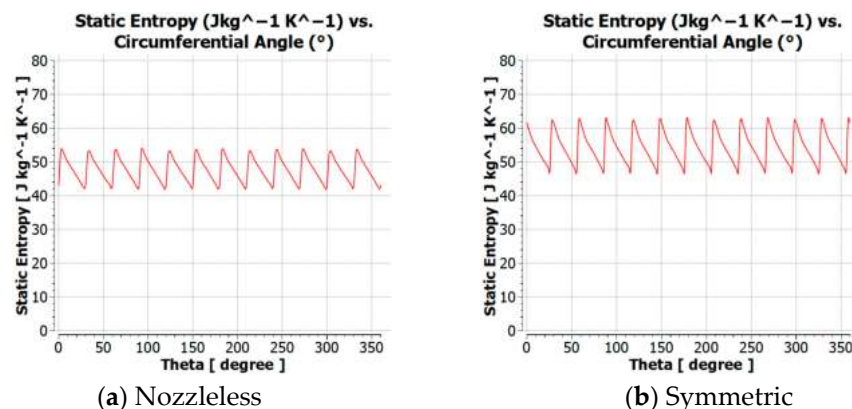 Static Entropy (Jkg^−1 K^−1) vs.
Circumferential Angle (°)
Static Entropy [ J kg^-1 K^-1 ]
80
70
60
50
40
30
20
10
0
0 50 100 150 200 250 300 350
Theta [ degree ]
(a) Nozzleless
Static Entropy (Jkg^−1 K^−1) vs.
Circumferential Angle (°)
Static Entropy [ J kg^-1 K^-1 ]
80
70
60
50
40
30
20
10
0
0 50 100 150 200 250 300 350
Theta [ degree ]
(b) Symmetric